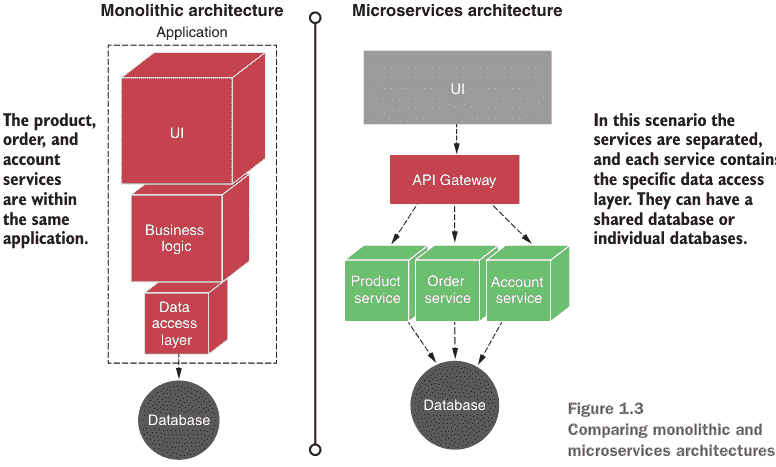 Monolithic architecture
Application
The product,
order, and
account
services
are within
the same
application.
UI
Business
logic
Data
access
layer
Database
Microservices architecture
UI
API Gateway
Product
service
Order
service
Account
service
Database
In this scenario the
services are separated,
and each service contains
the specific data access
layer. They can have a
shared database or
individual databases.
Figure 1.3
Comparing monolithic and
microservices architectures